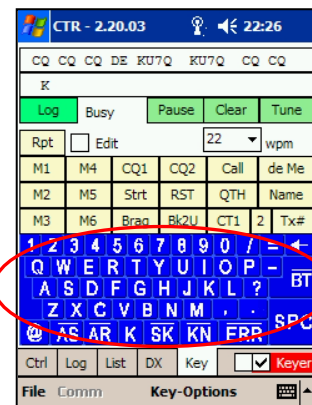 CTR - 2.20.03 22:26
CQ CQ CQ DE KU7Q KU7Q CQ CQ
K
Log Busy Pause Clear Tune
Rpt Edit 22 wpm
M1 M4 CQ1 CQ2 Call de Me
M2 M5 Strt RST QTH Name
M3 M6 Brag Bk2U CT1 2 Tx#
1 2 3 4 5 6 7 8 9 0 / =
Q W E R T Y U I O P - BT
A S D F G H J K L ?
Z X C V B N M , . SPC
@ AS AR K SK KN ERR
Ctrl Log List DX Key Keyer
File Comm Key-Options